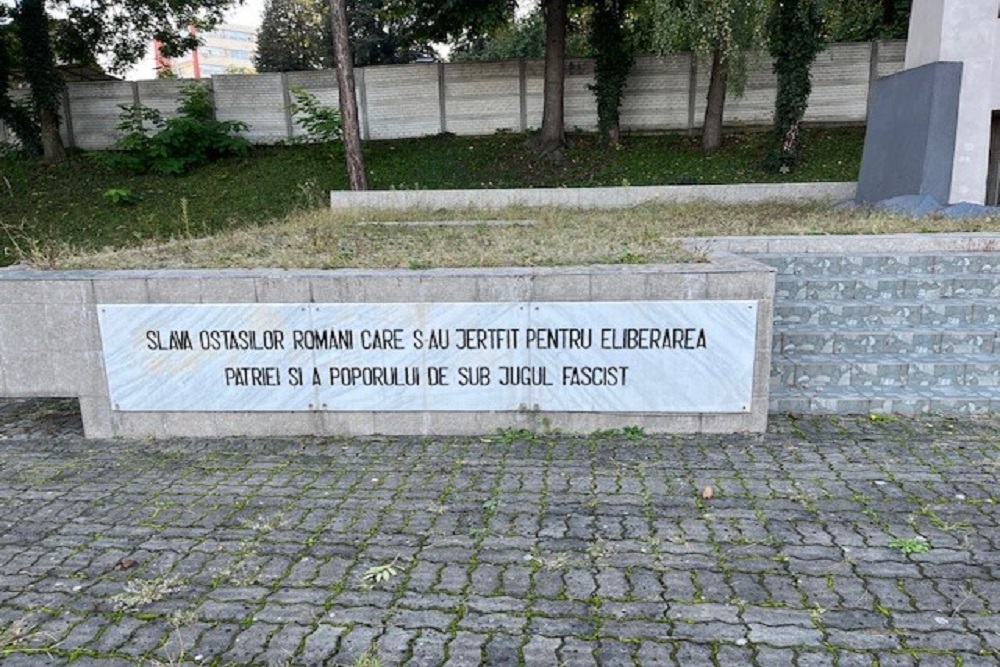 SLAVA OSTASILOR ROMANI CARE S-AU JERTFIT PENTRU ELIBERAREA
PATRIEI SI A POPORULUI DE SUB JUGUL FASCIST